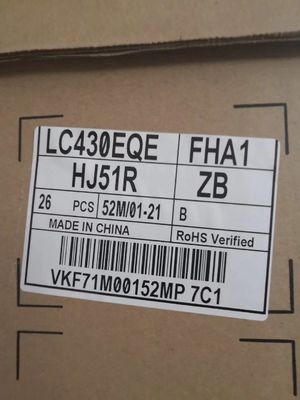 LC430EQE FHA1
HJ51R ZB
26 PCS 52M/01-21 B
MADE IN CHINA RoHS Verified
VKF71M00152MP 7C1